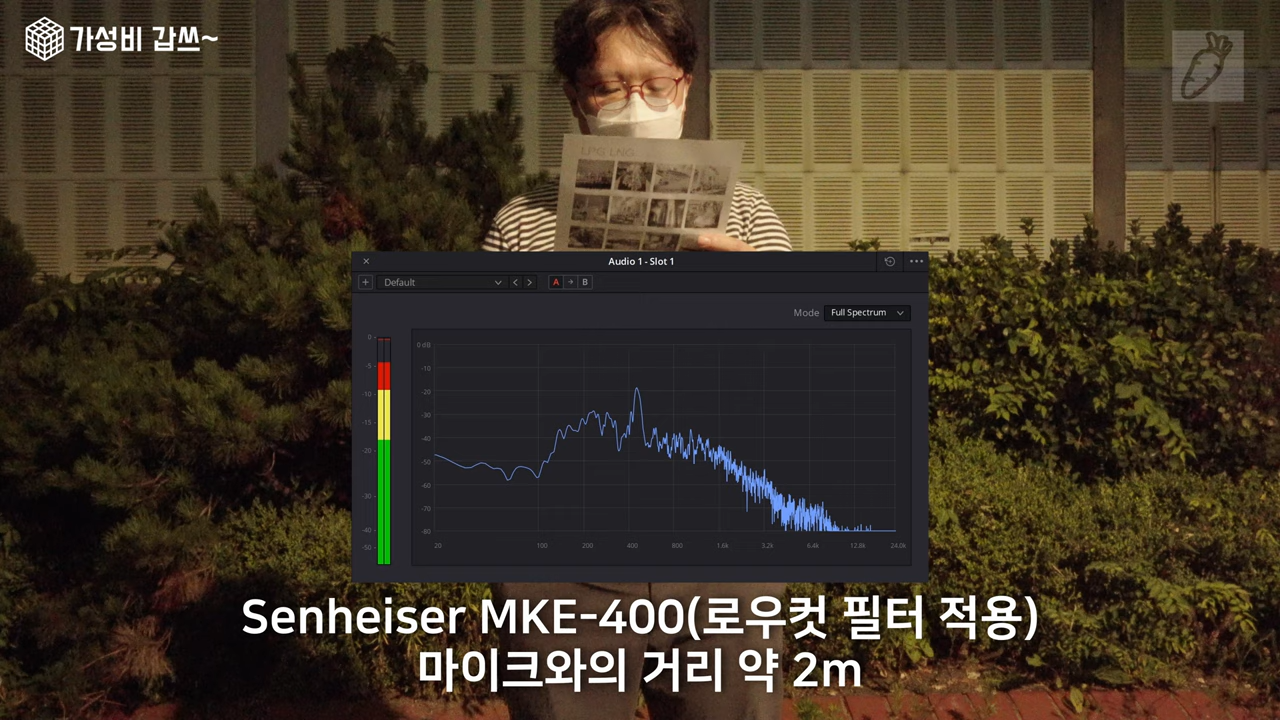 가성비 갑쓰~
Audio 1 - Slot 1
Default
A
B
Mode Full Spectrum
0
-5
-10
-15
-20
-30
-40
-50
0 dB
-10
-20
-30
-40
-50
-60
-70
-80
20 100 200 400 800 1.6k 3.2k 6.4k 12.8k 24.0k
Senheiser MKE-400(로우컷 필터 적용)
마이크와의 거리 약 2m